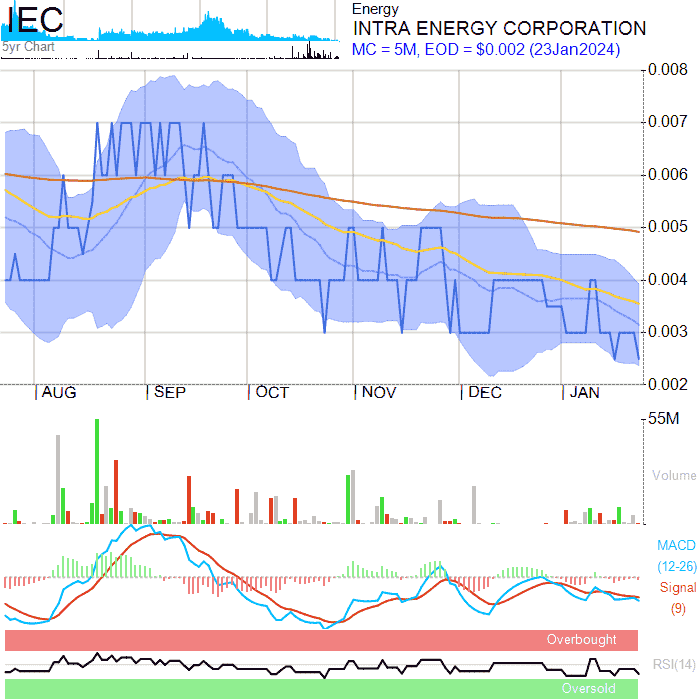 IEC
5yr Chart
Energy
INTRA ENERGY CORPORATION
MC = 5M, EOD = $0.002 (23Jan2024)
0.008
0.007
0.006
0.005
0.004
0.003
0.002
AUG SEP OCT NOV DEC JAN
55M
Volume
MACD
(12-26)
Signal
(9)
Overbought
RSI(14)
Oversold